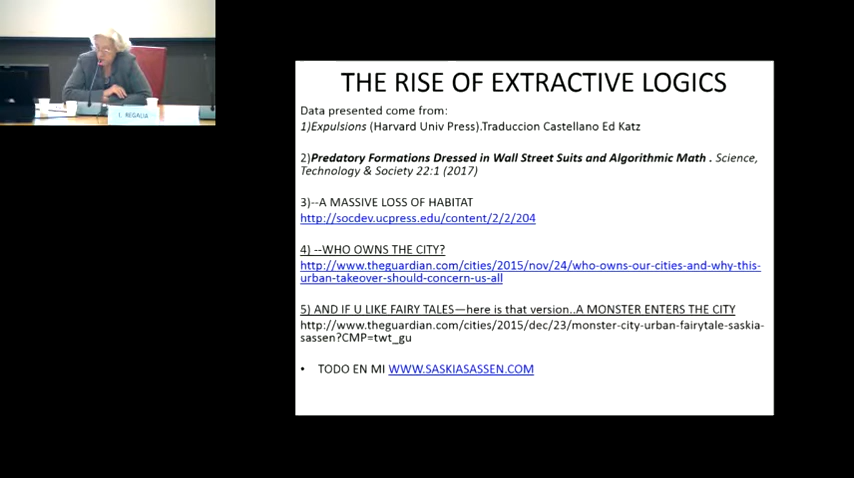 THE RISE OF EXTRACTIVE LOGICS
Data presented come from:
1)Expulsions (Harvard Univ Press).Traduccion Castellano Ed Katz
2)Predatory Formations Dressed in Wall Street Suits and Algorithmic Math . Science,
Technology & Society 22:1 (2017)
3)--A MASSIVE LOSS OF HABITAT
http://socdev.ucpress.edu/content/2/2/204
4) --WHO OWNS THE CITY?
http://www.theguardian.com/cities/2015/nov/24/who-owns-our-cities-and-why-this-
urban-takeover-should-concern-us-all
5) AND IF U LIKE FAIRY TALES—here is that version..A MONSTER ENTERS THE CITY
http://www.theguardian.com/cities/2015/dec/23/monster-city-urban-fairytale-saskia-
sassen?CMP=twt_gu
• TODO EN MI WWW.SASKIASASSEN.COM
L. REGALIA